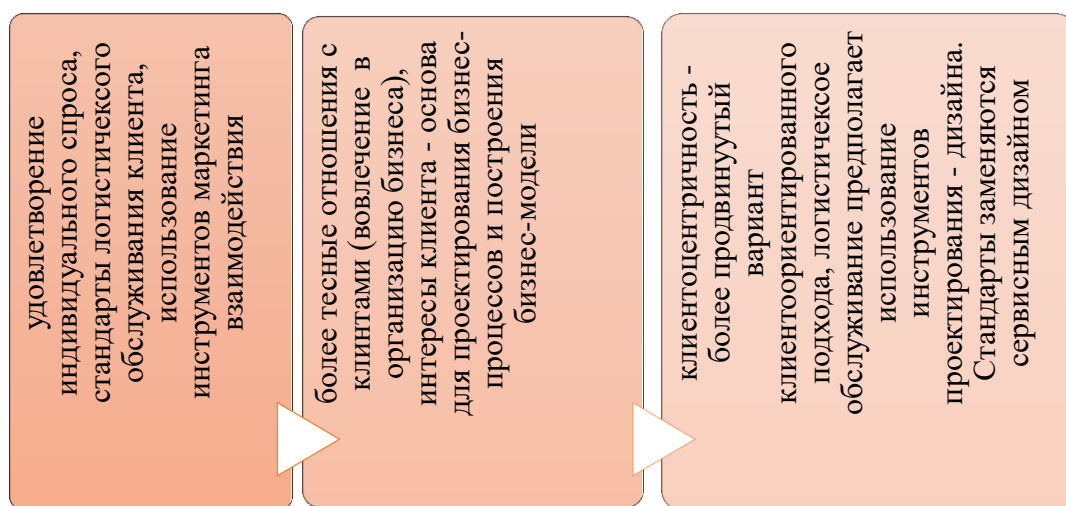 удовлетворение
индивидуального спроса,
стандарты логистичексого
обслуживания клиента,
использование
инструментов маркетинга
взаимодействия
более тесные отношения с
клинтами (вовлечение в
организацию бизнеса),
интересы клиента - основа
для проектирования бизнес-
процессов и построения
бизнес-модели
клиентоцентричность -
более продвинуутый
вариант
клиентоориентированного
подхода, логистичексое
обслуживание предполагает
использование
инструментов
проектирования - дизайна.
Стандарты заменяются
сервисным дизайном